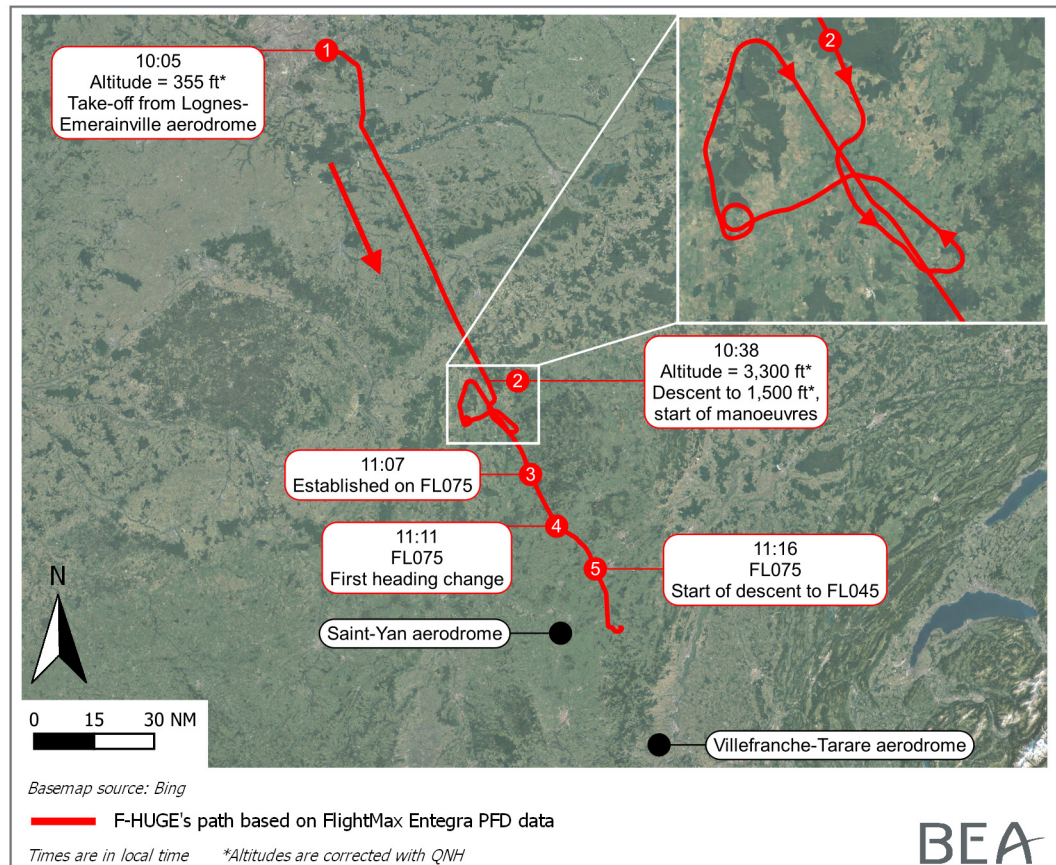 1
10:05
Altitude = 355 ft*
Take-off from Lognes-
Emerainville aerodrome
2
2
10:38
Altitude = 3,300 ft*
Descent to 1,500 ft*,
start of manoeuvres
11:07
Established on FL075
3
11:11
FL075
First heading change
4
5
11:16
FL075
Start of descent to FL045
N
Saint-Yan aerodrome
0 15 30 NM
Villefranche-Tarare aerodrome
Basemap source: Bing
F-HUGE's path based on FlightMax Entegra PFD data
Times are in local time *Altitudes are corrected with QNH
BEA